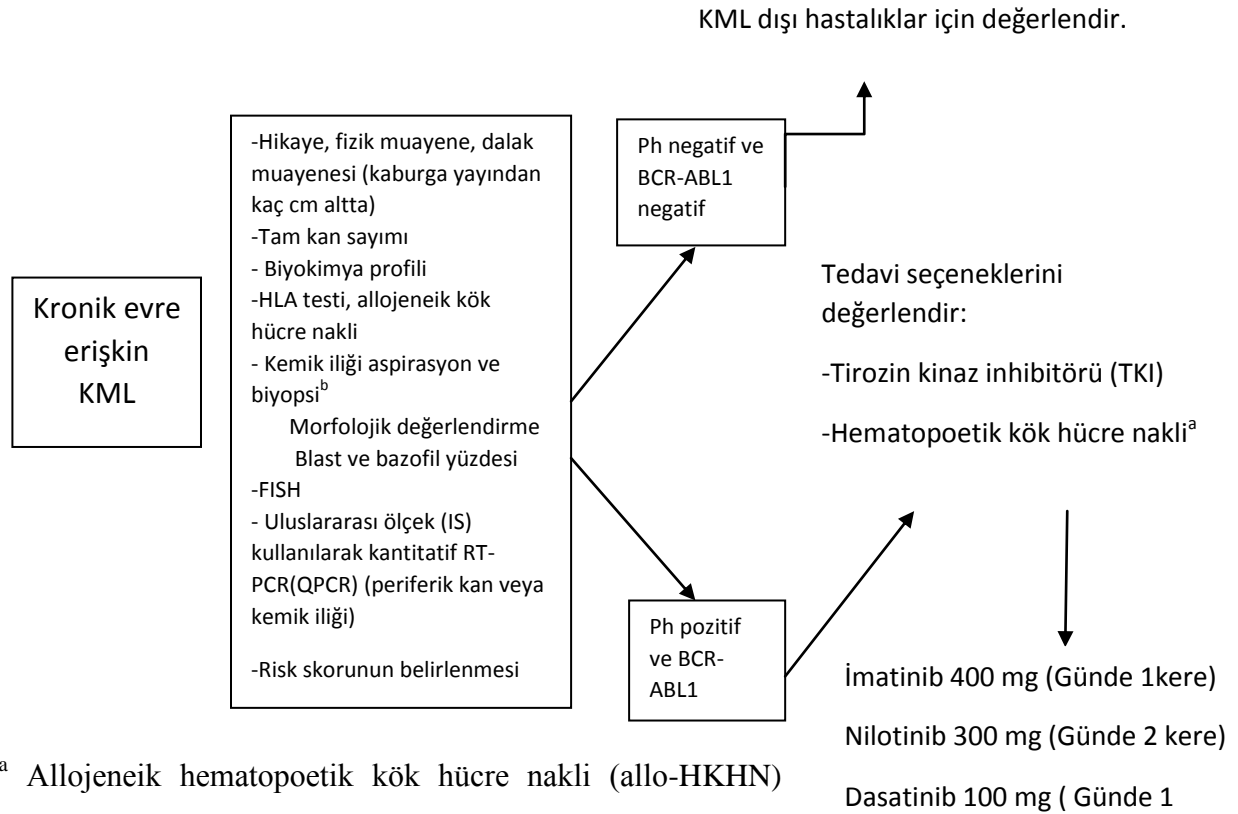 KML dışı hastalıklar için değerlendir.
Kronik evre
erişkin
KML
-Hikaye, fizik muayene, dalak
muayenesi (kaburga yayından
kaç cm altta)
-Tam kan sayımı
- Biyokimya profili
-HLA testi, allojeneik kök
hücre nakli
- Kemik iliği aspirasyon ve
biyopsi^b
Morfolojik değerlendirme
Blast ve bazofil yüzdesi
-FISH
- Uluslararası ölçek (IS)
kullanılarak kantitatif RT-
PCR(QPCR) (periferik kan veya
kemik iliği)
-Risk skorunun belirlenmesi
Ph negatif ve
BCR-ABL1
negatif
Ph pozitif
ve BCR-
ABL1
Tedavi seçeneklerini
değerlendir:
-Tirozin kinaz inhibitörü (TKI)
-Hematopoetik kök hücre nakli^a
İmatinib 400 mg (Günde 1kere)
Nilotinib 300 mg (Günde 2 kere)
Dasatinib 100 mg ( Günde 1
^a Allojeneik hematopoetik kök hücre nakli (allo-HKHN)